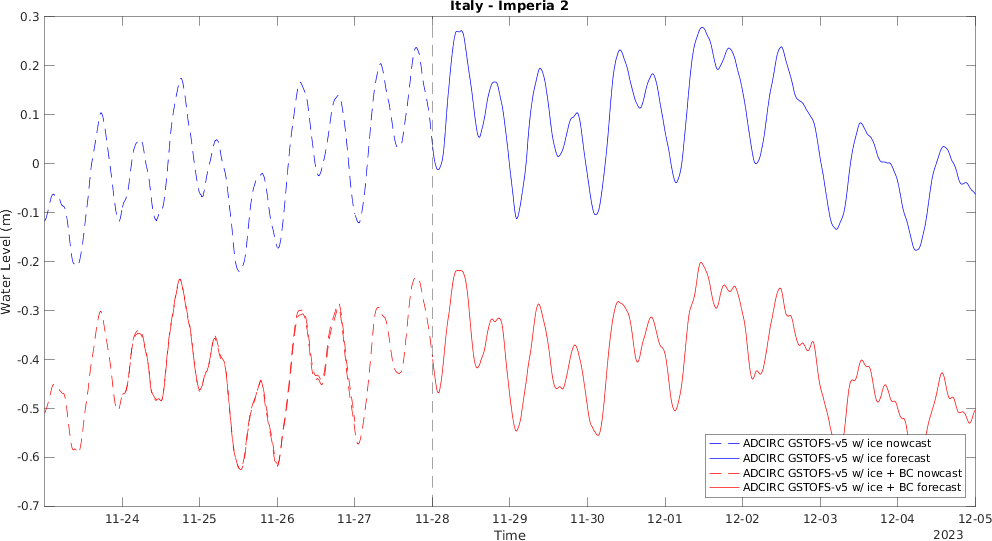 Italy - Imperia 2
Water Level (m)
0.3
0.2
0.1
0
-0.1
-0.2
-0.3
-0.4
-0.5
-0.6
-0.7
ADCIRC GSTOFS-v5 w/ ice nowcast
ADCIRC GSTOFS-v5 w/ ice forecast
ADCIRC GSTOFS-v5 w/ ice + BC nowcast
ADCIRC GSTOFS-v5 w/ ice + BC forecast
11-24 11-25 11-26 11-27 11-28 11-29 11-30 12-01 12-02 12-03 12-04 12-05
Time
2023